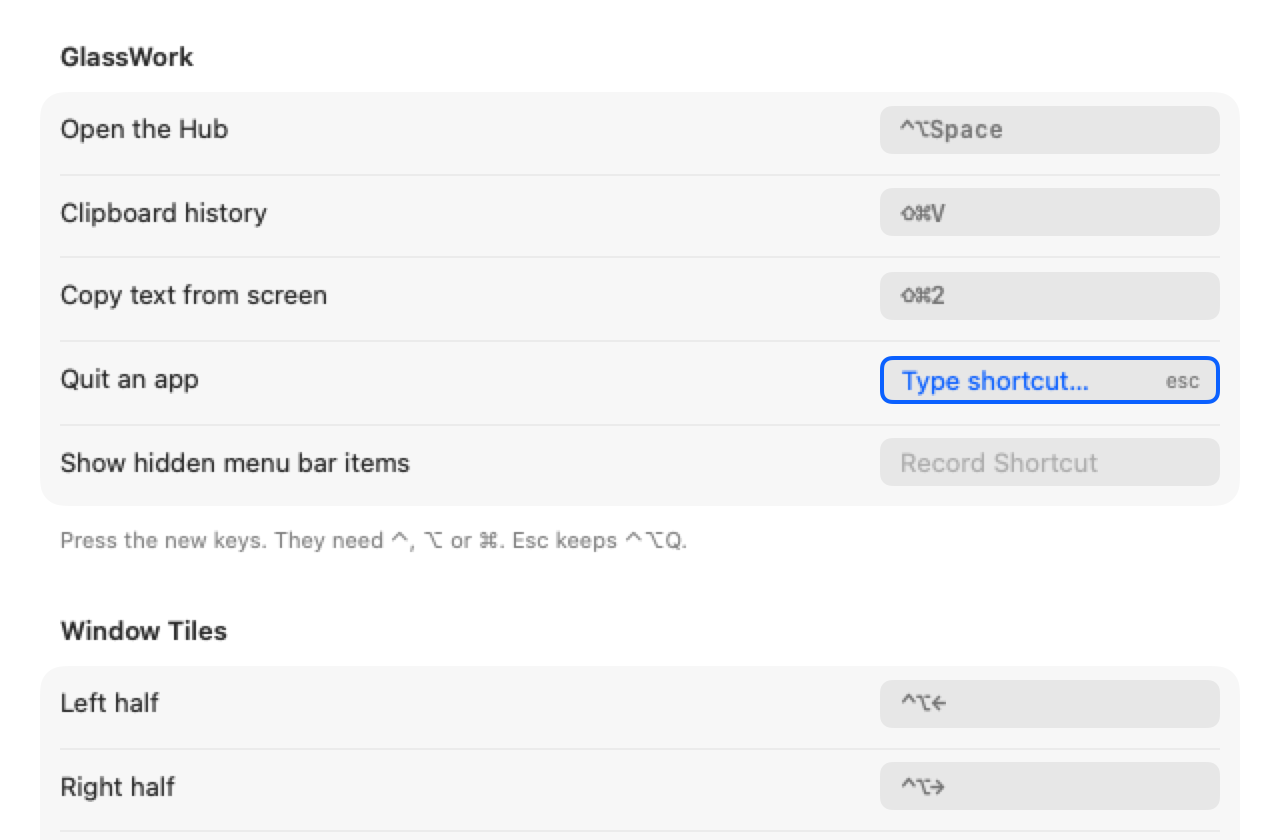 GlassWork
Open the Hub ⌃⌥Space
Clipboard history ⇧⌘V
Copy text from screen ⇧⌘2
Quit an app Type shortcut... esc
Show hidden menu bar items Record Shortcut
Press the new keys. They need ⌃, ⌥ or ⌘. Esc keeps ⌃⌥Q.
Window Tiles
Left half ⌃⌥←
Right half ⌃⌥→